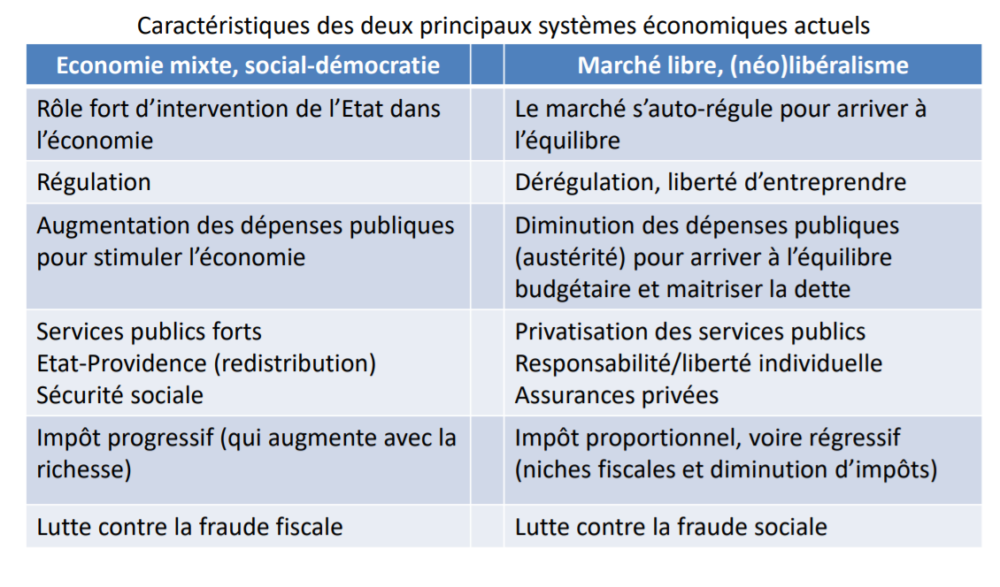 Caractéristiques des deux principaux systèmes économiques actuels
Economie mixte, social-démocratie
Marché libre, (néo)libéralisme
Rôle fort d’intervention de l’Etat dans
l’économie
Le marché s’auto-régule pour arriver à
l’équilibre
Régulation
Dérégulation, liberté d’entreprendre
Augmentation des dépenses publiques
pour stimuler l’économie
Diminution des dépenses publiques
(austérité) pour arriver à l’équilibre
budgétaire et maitriser la dette
Services publics forts
Etat-Providence (redistribution)
Sécurité sociale
Privatisation des services publics
Responsabilité/liberté individuelle
Assurances privées
Impôt progressif (qui augmente avec la
richesse)
Impôt proportionnel, voire régressif
(niches fiscales et diminution d’impôts)
Lutte contre la fraude fiscale
Lutte contre la fraude sociale